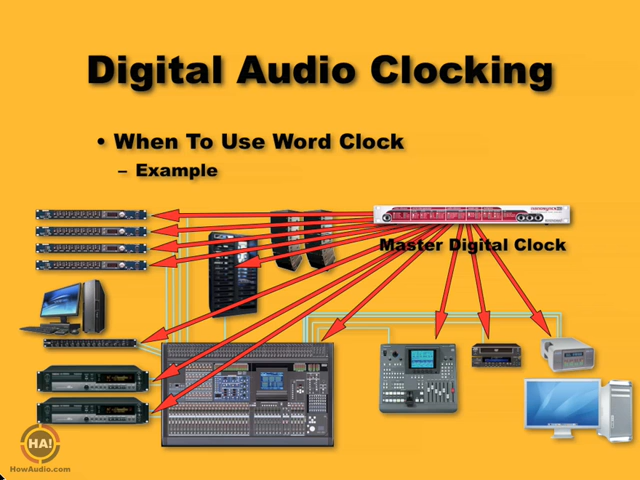 Digital Audio Clocking
• When To Use Word Clock
– Example
Master Digital Clock
HA!
HowAudio.com